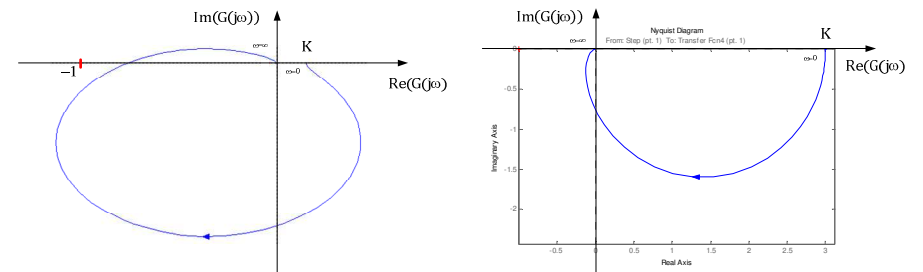 Im(G(jω))
ω=∞
K
ω=0
−1
Re(G(jω)
Im(G(jω))
Nyquist Diagram
From: Step (pt. 1) To: Transfer Fcn4 (pt. 1)
K
ω=∞
ω=0
Re(G(jω)
0
-0.5
-1
-1.5
-2
Imaginary Axis
-0.5
0
0.5
1
1.5
2
2.5
3
Real Axis